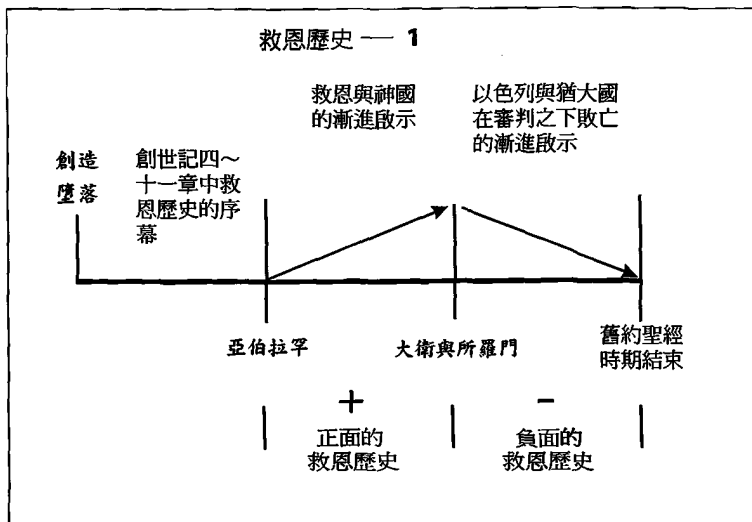 救恩歷史 — 1
救恩與神國
的漸進啟示
以色列與猶大國
在審判之下敗亡
的漸進啟示
創造
墮落
創世記四～
十一章中救
恩歷史的序
幕
亞伯拉罕
大衛與所羅門
舊約聖經
時期結束
+
正面的
救恩歷史
-
負面的
救恩歷史